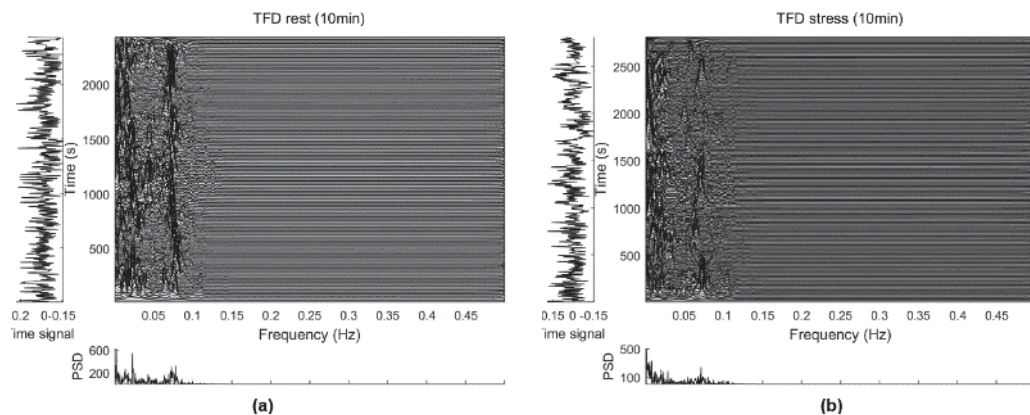 TFD rest (10min)
2000
1500
1000
500
Time (s)
0.2 0 -0.15
Time signal
0.05 0.1 0.15 0.2 0.25 0.3 0.35 0.4 0.45
Frequency (Hz)
600
200
PSD
(a)
TFD stress (10min)
2500
2000
1500
1000
500
Time (s)
0.15 0 -0.15
Time signal
0.05 0.1 0.15 0.2 0.25 0.3 0.35 0.4 0.45
Frequency (Hz)
500
100
PSD
(b)